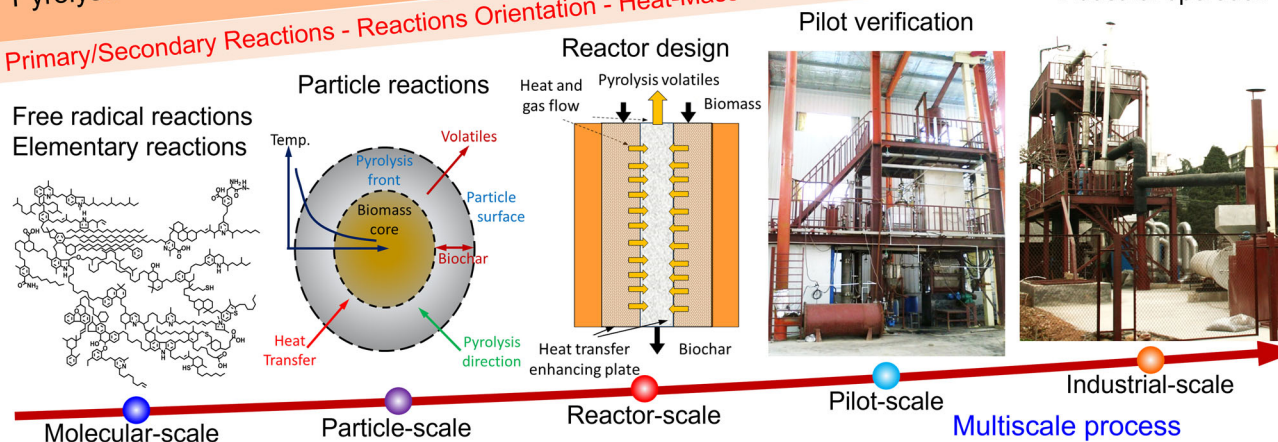 Primary/Secondary Reactions - Reactions Orientation - Heat-Mass
Pilot verification
Reactor design
Particle reactions
Free radical reactions
Elementary reactions
Heat and
gas flow
Pyrolysis volatiles
Biomass
Temp.
Volatiles
Pyrolysis
front
Particle
surface
Biomass
core
Biochar
Heat
Transfer
Pyrolysis
direction
Heat transfer
enhancing plate
Biochar
Molecular-scale
Particle-scale
Reactor-scale
Pilot-scale
Industrial-scale
Multiscale process